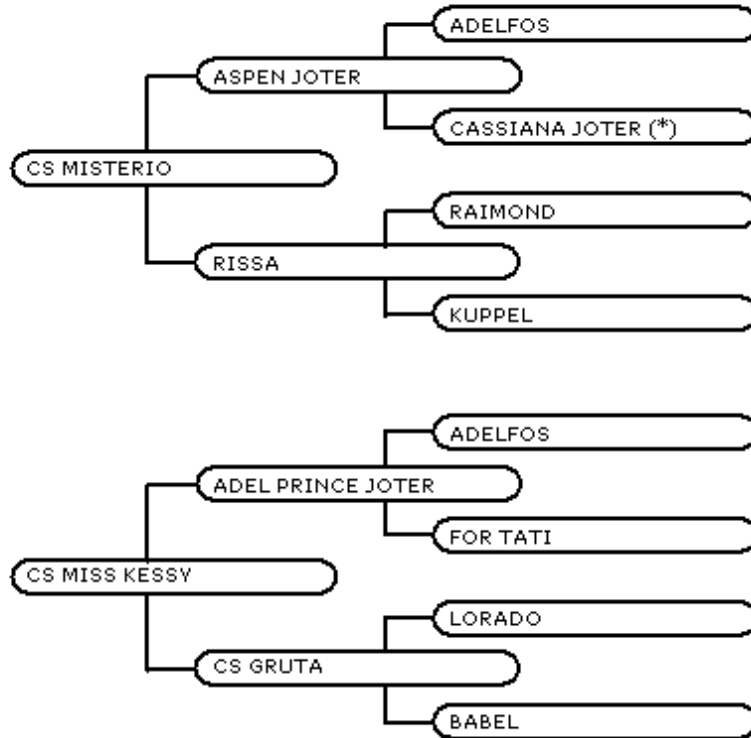 ADELFOS
ASPEN JOTER
CASSIANA JOTER (*)
CS MISTERIO
RAIMOND
RISSA
KUPPEL
ADELFOS
ADEL PRINCE JOTER
FOR TATI
CS MISS KESSY
LORADO
CS GRUTA
BABEL